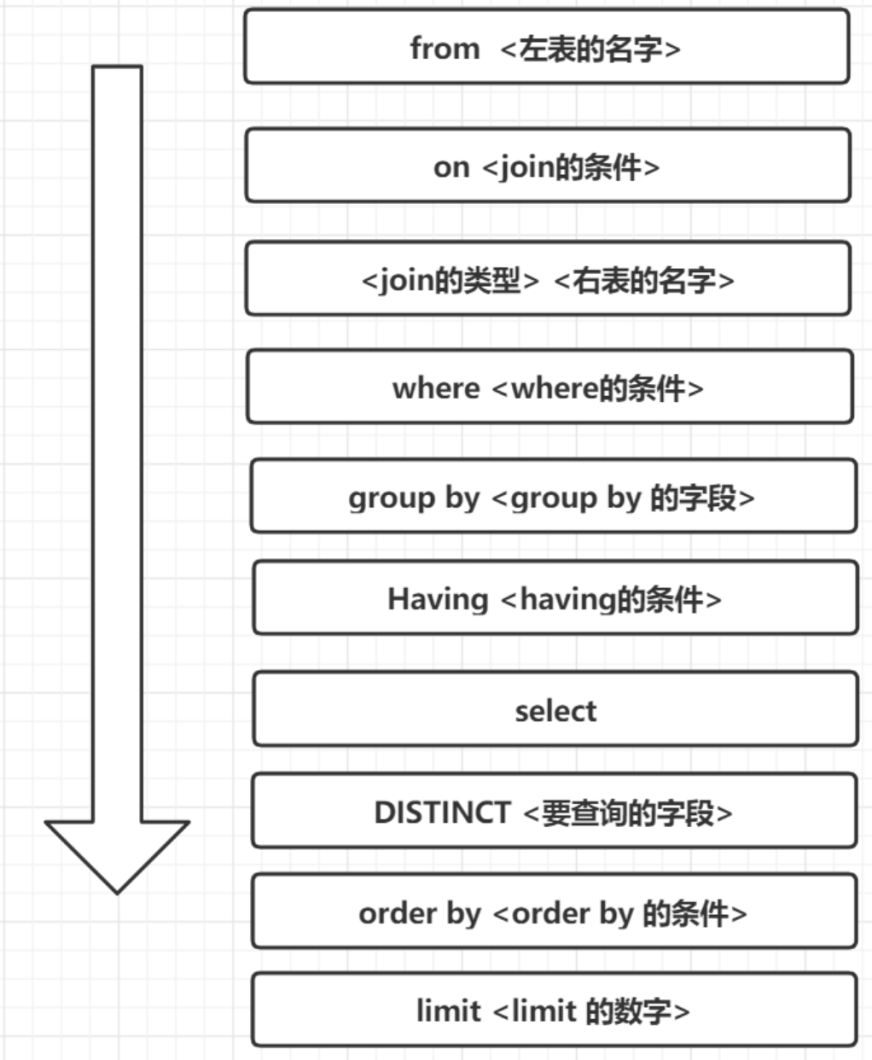 from <左表的名字>
on <join的条件>
<join的类型> <右表的名字>
where <where的条件>
group by <group by 的字段>
Having <having的条件>
select
DISTINCT <要查询的字段>
order by <order by 的条件>
limit <limit 的数字>